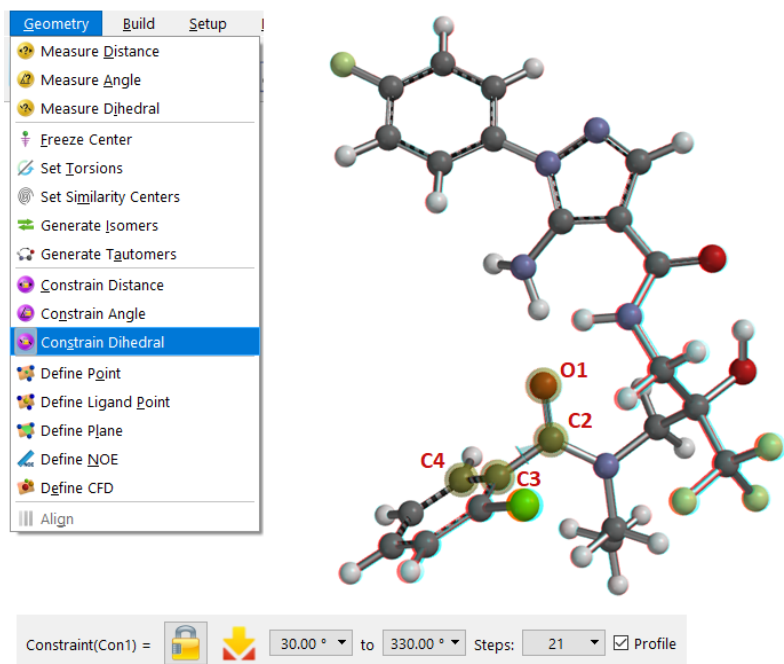 Geometry Build Setup
Measure Distance
Measure Angle
Measure Dihedral
Freeze Center
Set Torsions
Set Similarity Centers
Generate Isomers
Generate Tautomers
Constrain Distance
Constrain Angle
Constrain Dihedral
Define Point
Define Ligand Point
Define Plane
Define NOE
Define CFD
Align
O1
C2
C4
C3
Constraint(Con1) = 30.00 ° to 330.00 ° Steps: 21 Profile